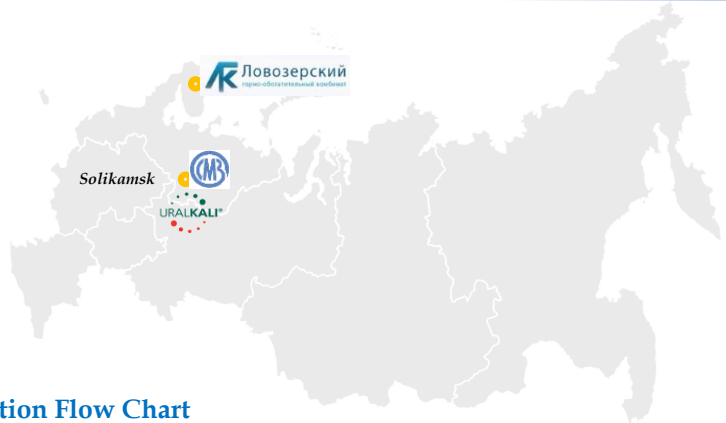 Ловозерский
горно-обогатительный комбинат
СМЗ
Solikamsk
URALKALI®
tion Flow Chart